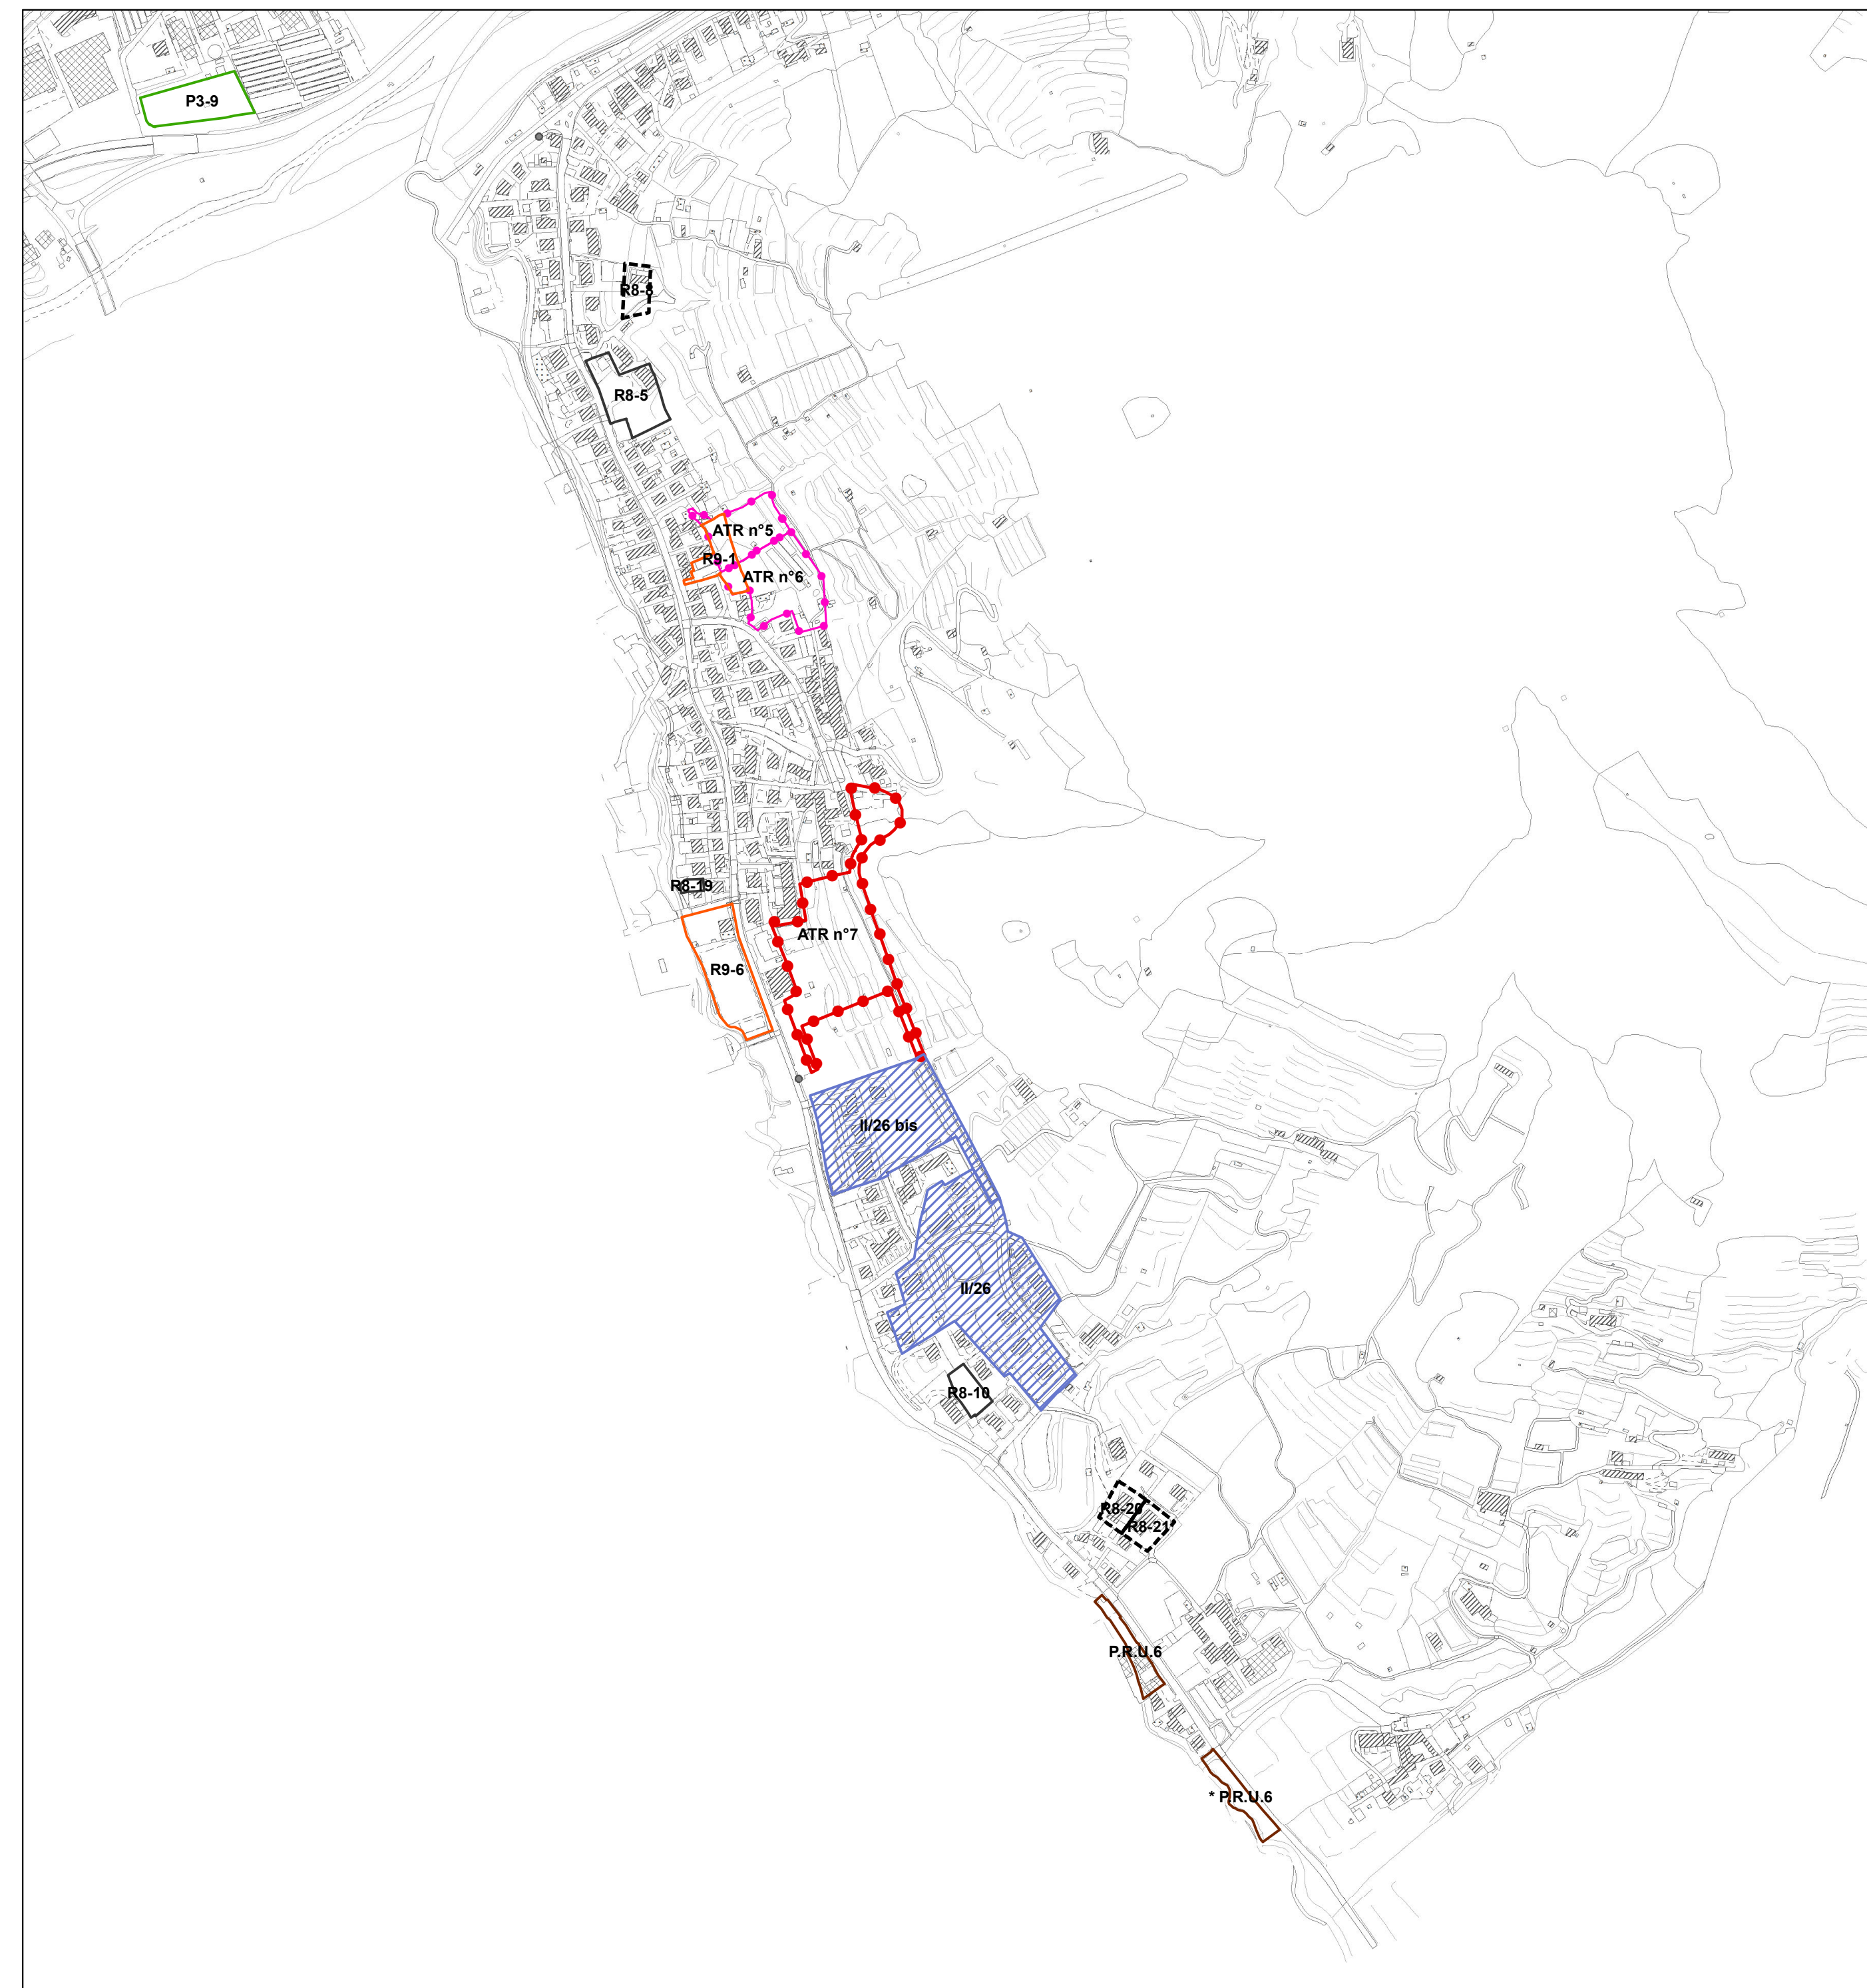 P3-9
R8-8
R8-5
ATR n°5
R9-1
ATR n°6
R8-19
ATR n°7
R9-6
II/26 bis
II/26
R8-10
R8-20
R8-21
P.R.U.6
* P.R.U.6